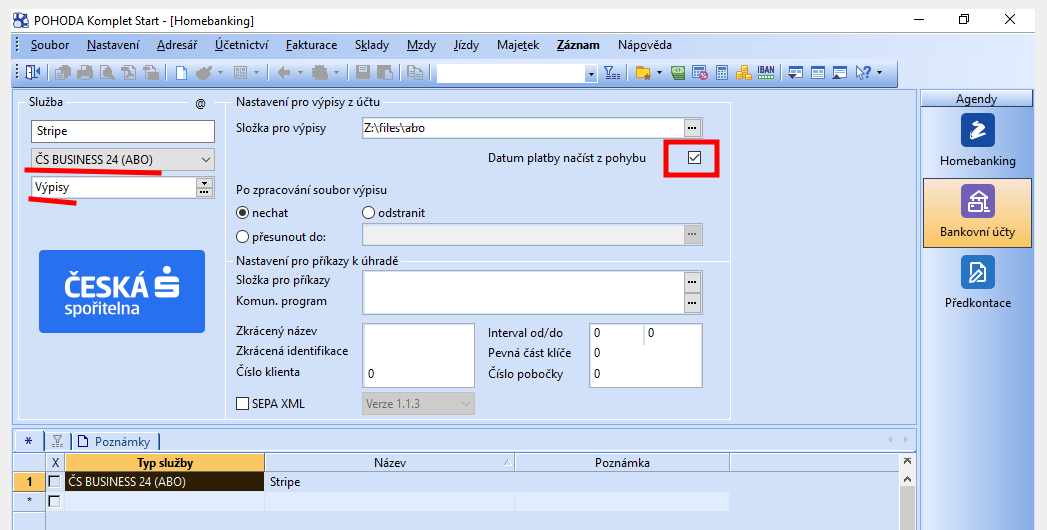 POHODA Komplet Start - [Homebanking]
Soubor Nastavení Adresář Účetnictví Fakturace Sklady Mzdy Jízdy Majetek Záznam Nápověda
IBAN
Služba @
Stripe
ČS BUSINESS 24 (ABO)
Výpisy
ČESKÁ
spořitelna
Nastavení pro výpisy z účtu
Složka pro výpisy Z:\files\abo ...
Datum platby načíst z pohybu
Po zpracování soubor výpisu
nechat odstranit
přesunout do: ...
Nastavení pro příkazy k úhradě
Složka pro příkazy ...
Komun. program ...
Zkrácený název
Zkrácená identifikace
Číslo klienta 0
Interval od/do 0 0
Pevná část klíče 0
Číslo pobočky 0
SEPA XML Verze 1.1.3
Agendy
Homebanking
Bankovní účty
Předkontace
* Poznámky
X Typ služby Název Poznámka
1 ČS BUSINESS 24 (ABO) Stripe
*